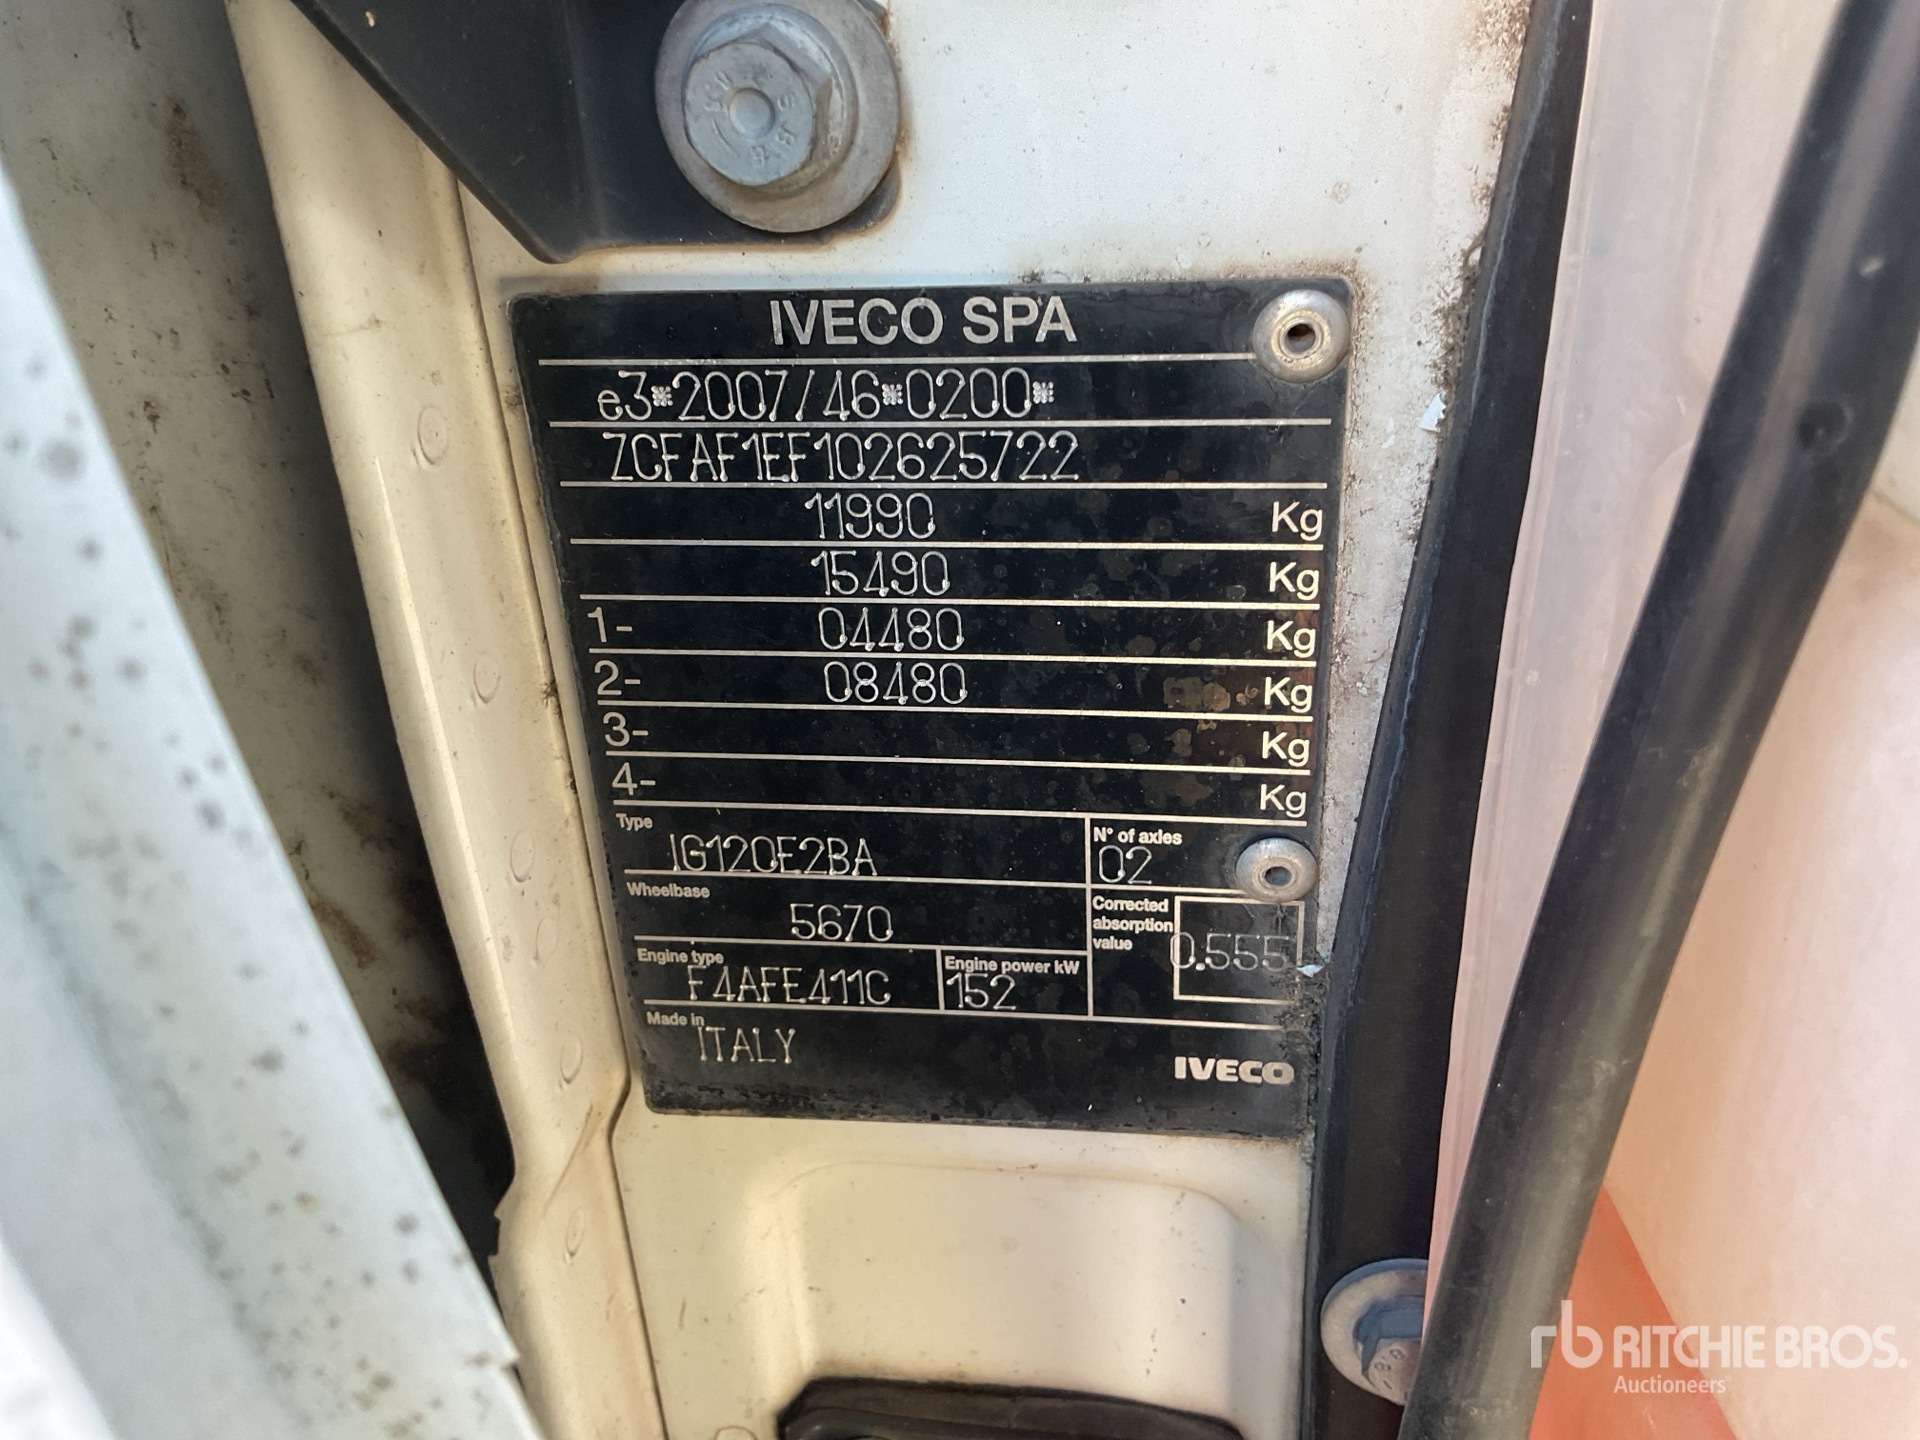 IVECO SPA
e3*2007/46*0200*
ZCFAF1EF102625722
11990 Kg
15490 Kg
1- 04480 Kg
2- 08480 Kg
3- Kg
4- Kg
Type IG120E2BA
N° of axles 02
Wheelbase 5670
Corrected absorption value 0.555
Engine type F4AFE411C
Engine power kW 152
Made in ITALY
IVECO
rb RITCHIE BROS.
Auctioneers